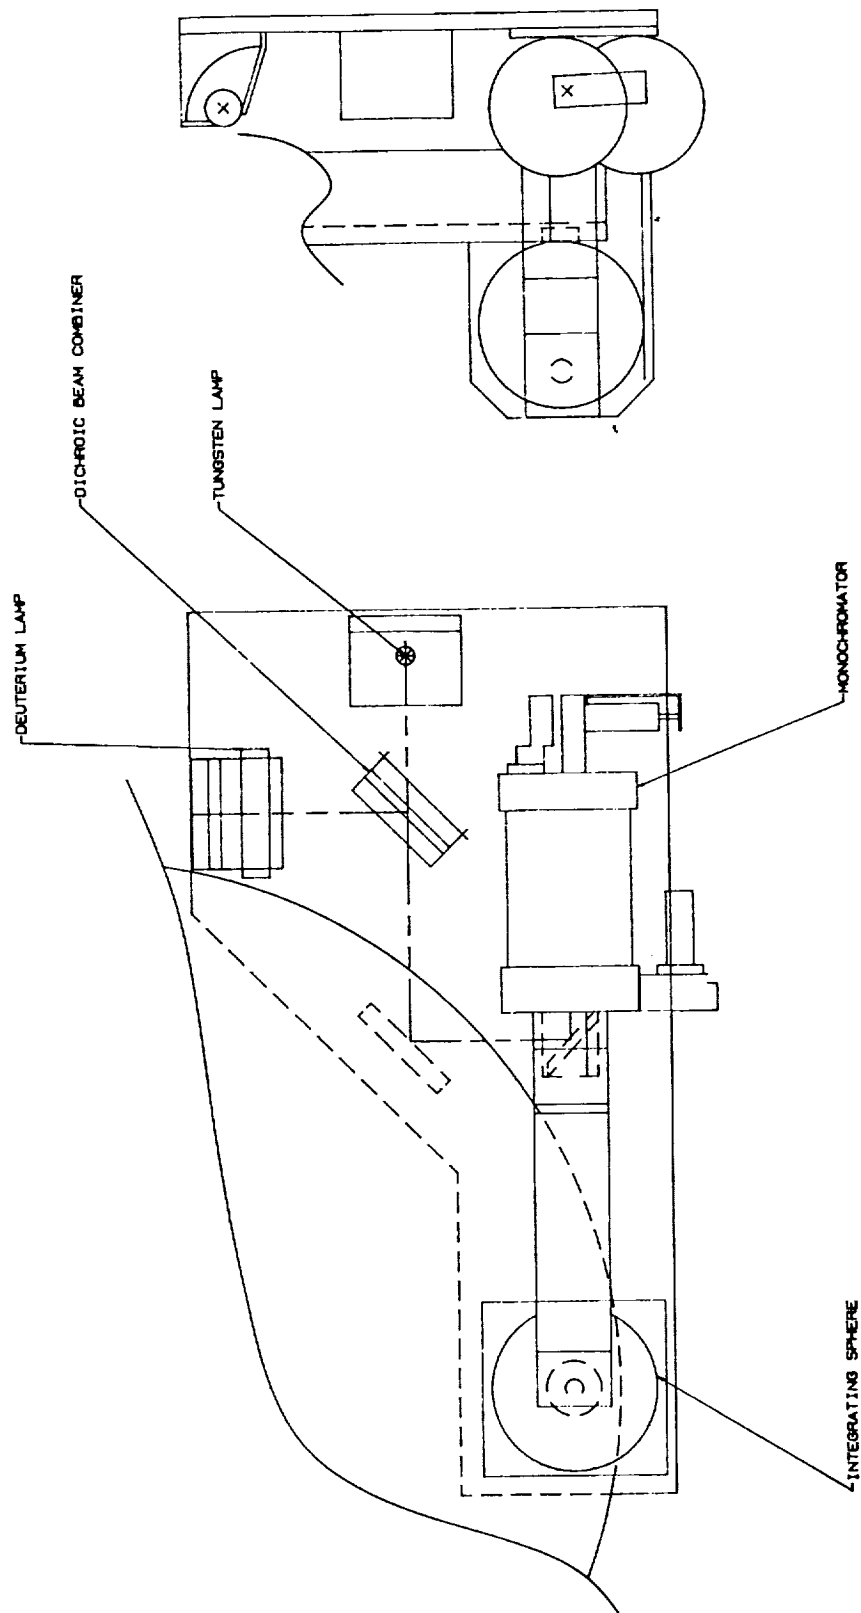 DEUTERIUM LAMP
DICHROIC BEAM COMBINER
TUNGSTEN LAMP
MONOCHROMATOR
INTEGRATING SPHERE